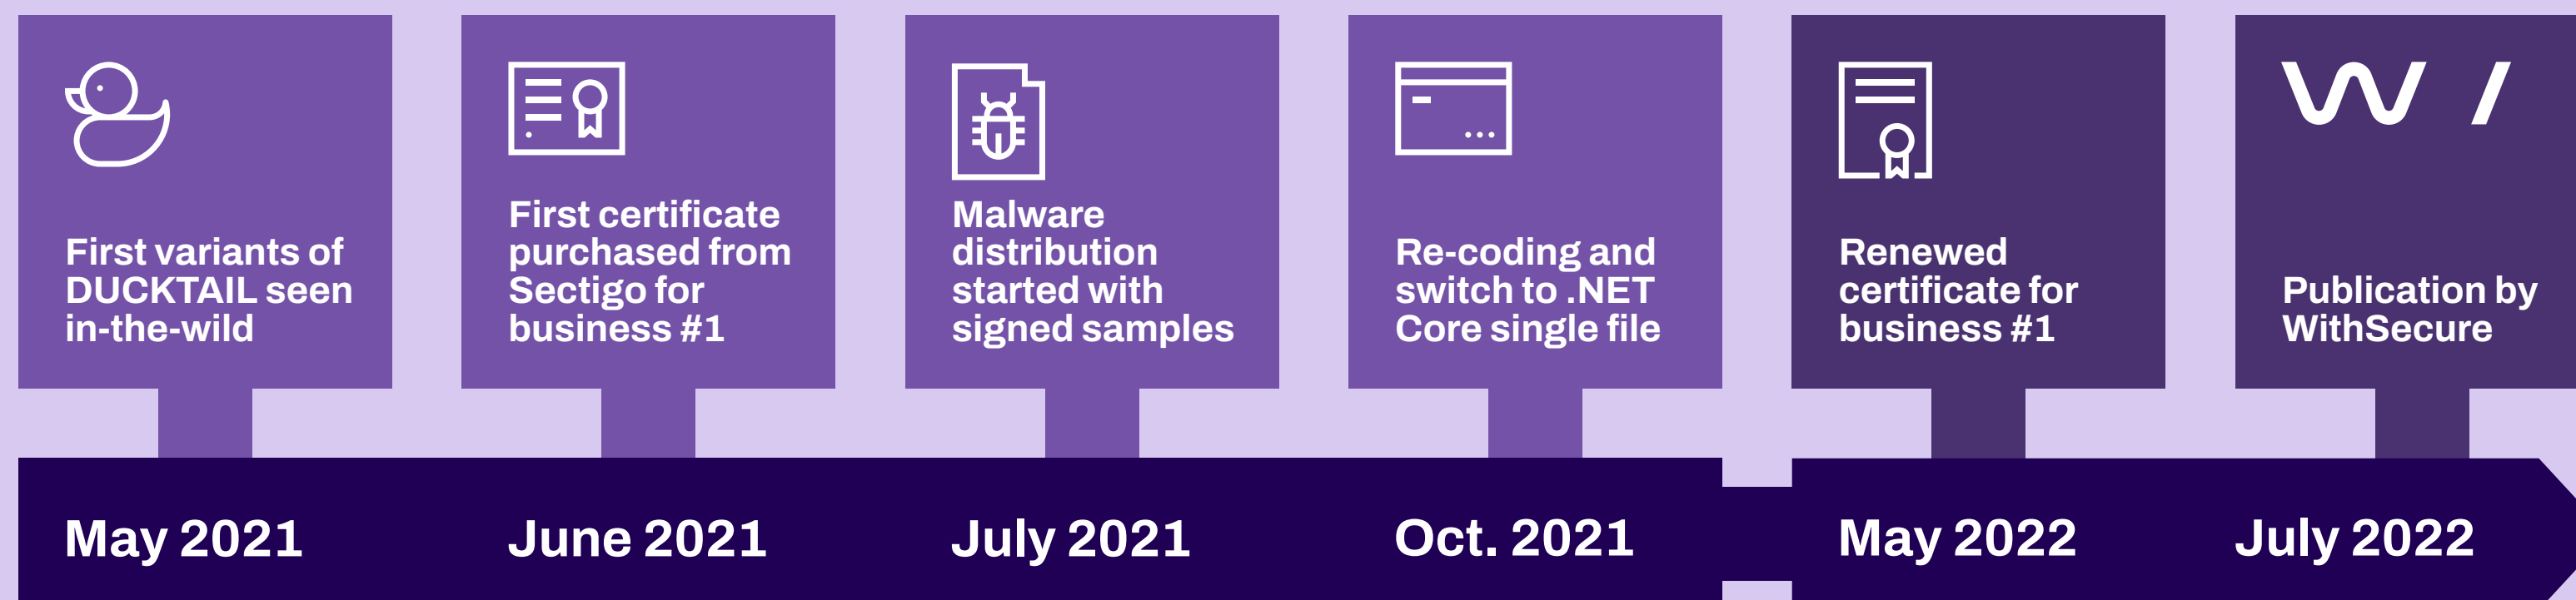 First variants of
DUCKTAIL seen
in-the-wild
First certificate
purchased from
Sectigo for
business #1
Malware
distribution
started with
signed samples
Re-coding and
switch to .NET
Core single file
Renewed
certificate for
business #1
W /
Publication by
WithSecure
May 2021
June 2021
July 2021
Oct. 2021
May 2022
July 2022